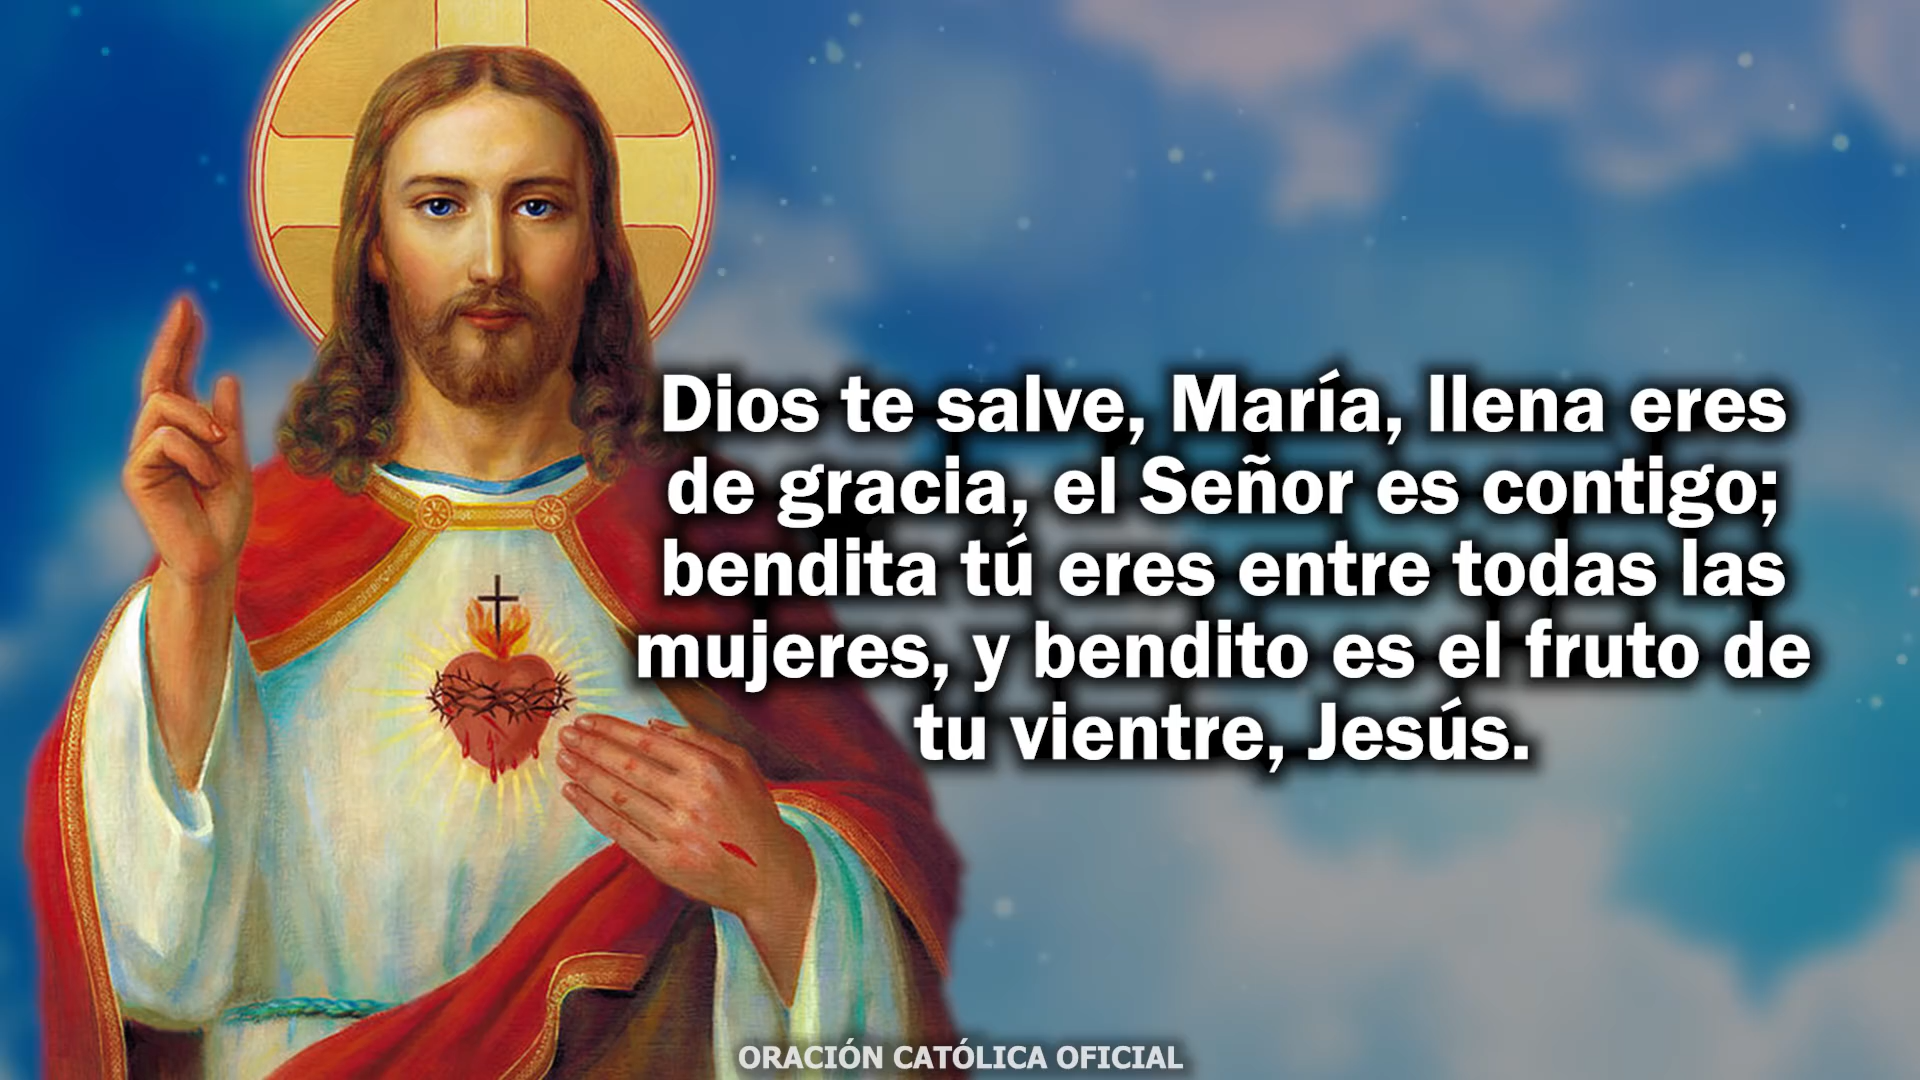 Dios te salve, María, llena eres
de gracia, el Señor es contigo;
bendita tú eres entre todas las
mujeres, y bendito es el fruto de
tu vientre, Jesús.
ORACIÓN CATÓLICA OFICIAL